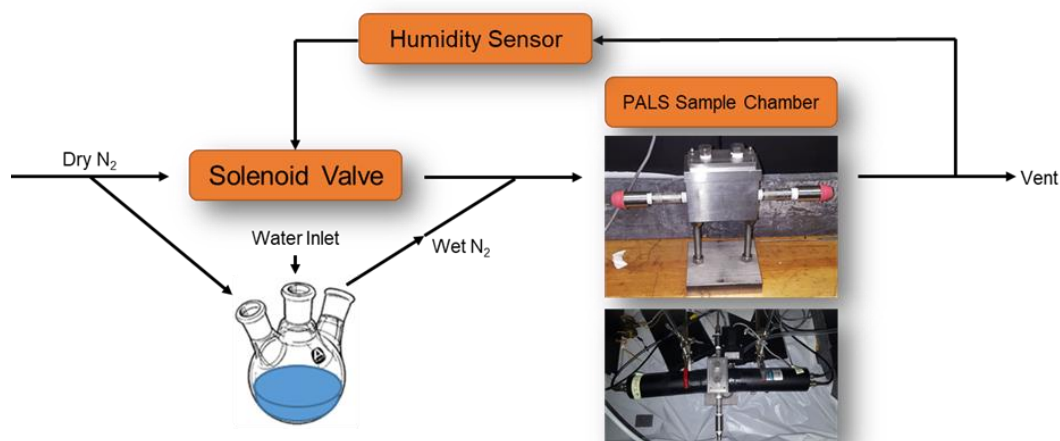 Humidity Sensor
PALS Sample Chamber
Dry N₂
Solenoid Valve
Vent
Water Inlet
Wet N₂